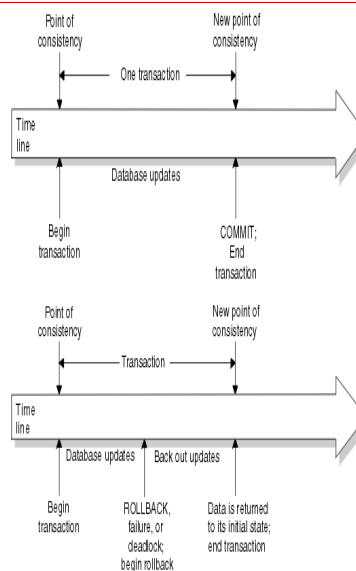 Point of
consistency
New point of
consistency
One transaction
Time
line
Database updates
Begin
transaction
COMMIT;
End
transaction
Point of
consistency
New point of
consistency
Transaction
Time
line
Database updates
Back out updates
Begin
transaction
ROLLBACK,
failure, or
deadlock;
begin rollback
Data is returned
to its initial state;
end transaction